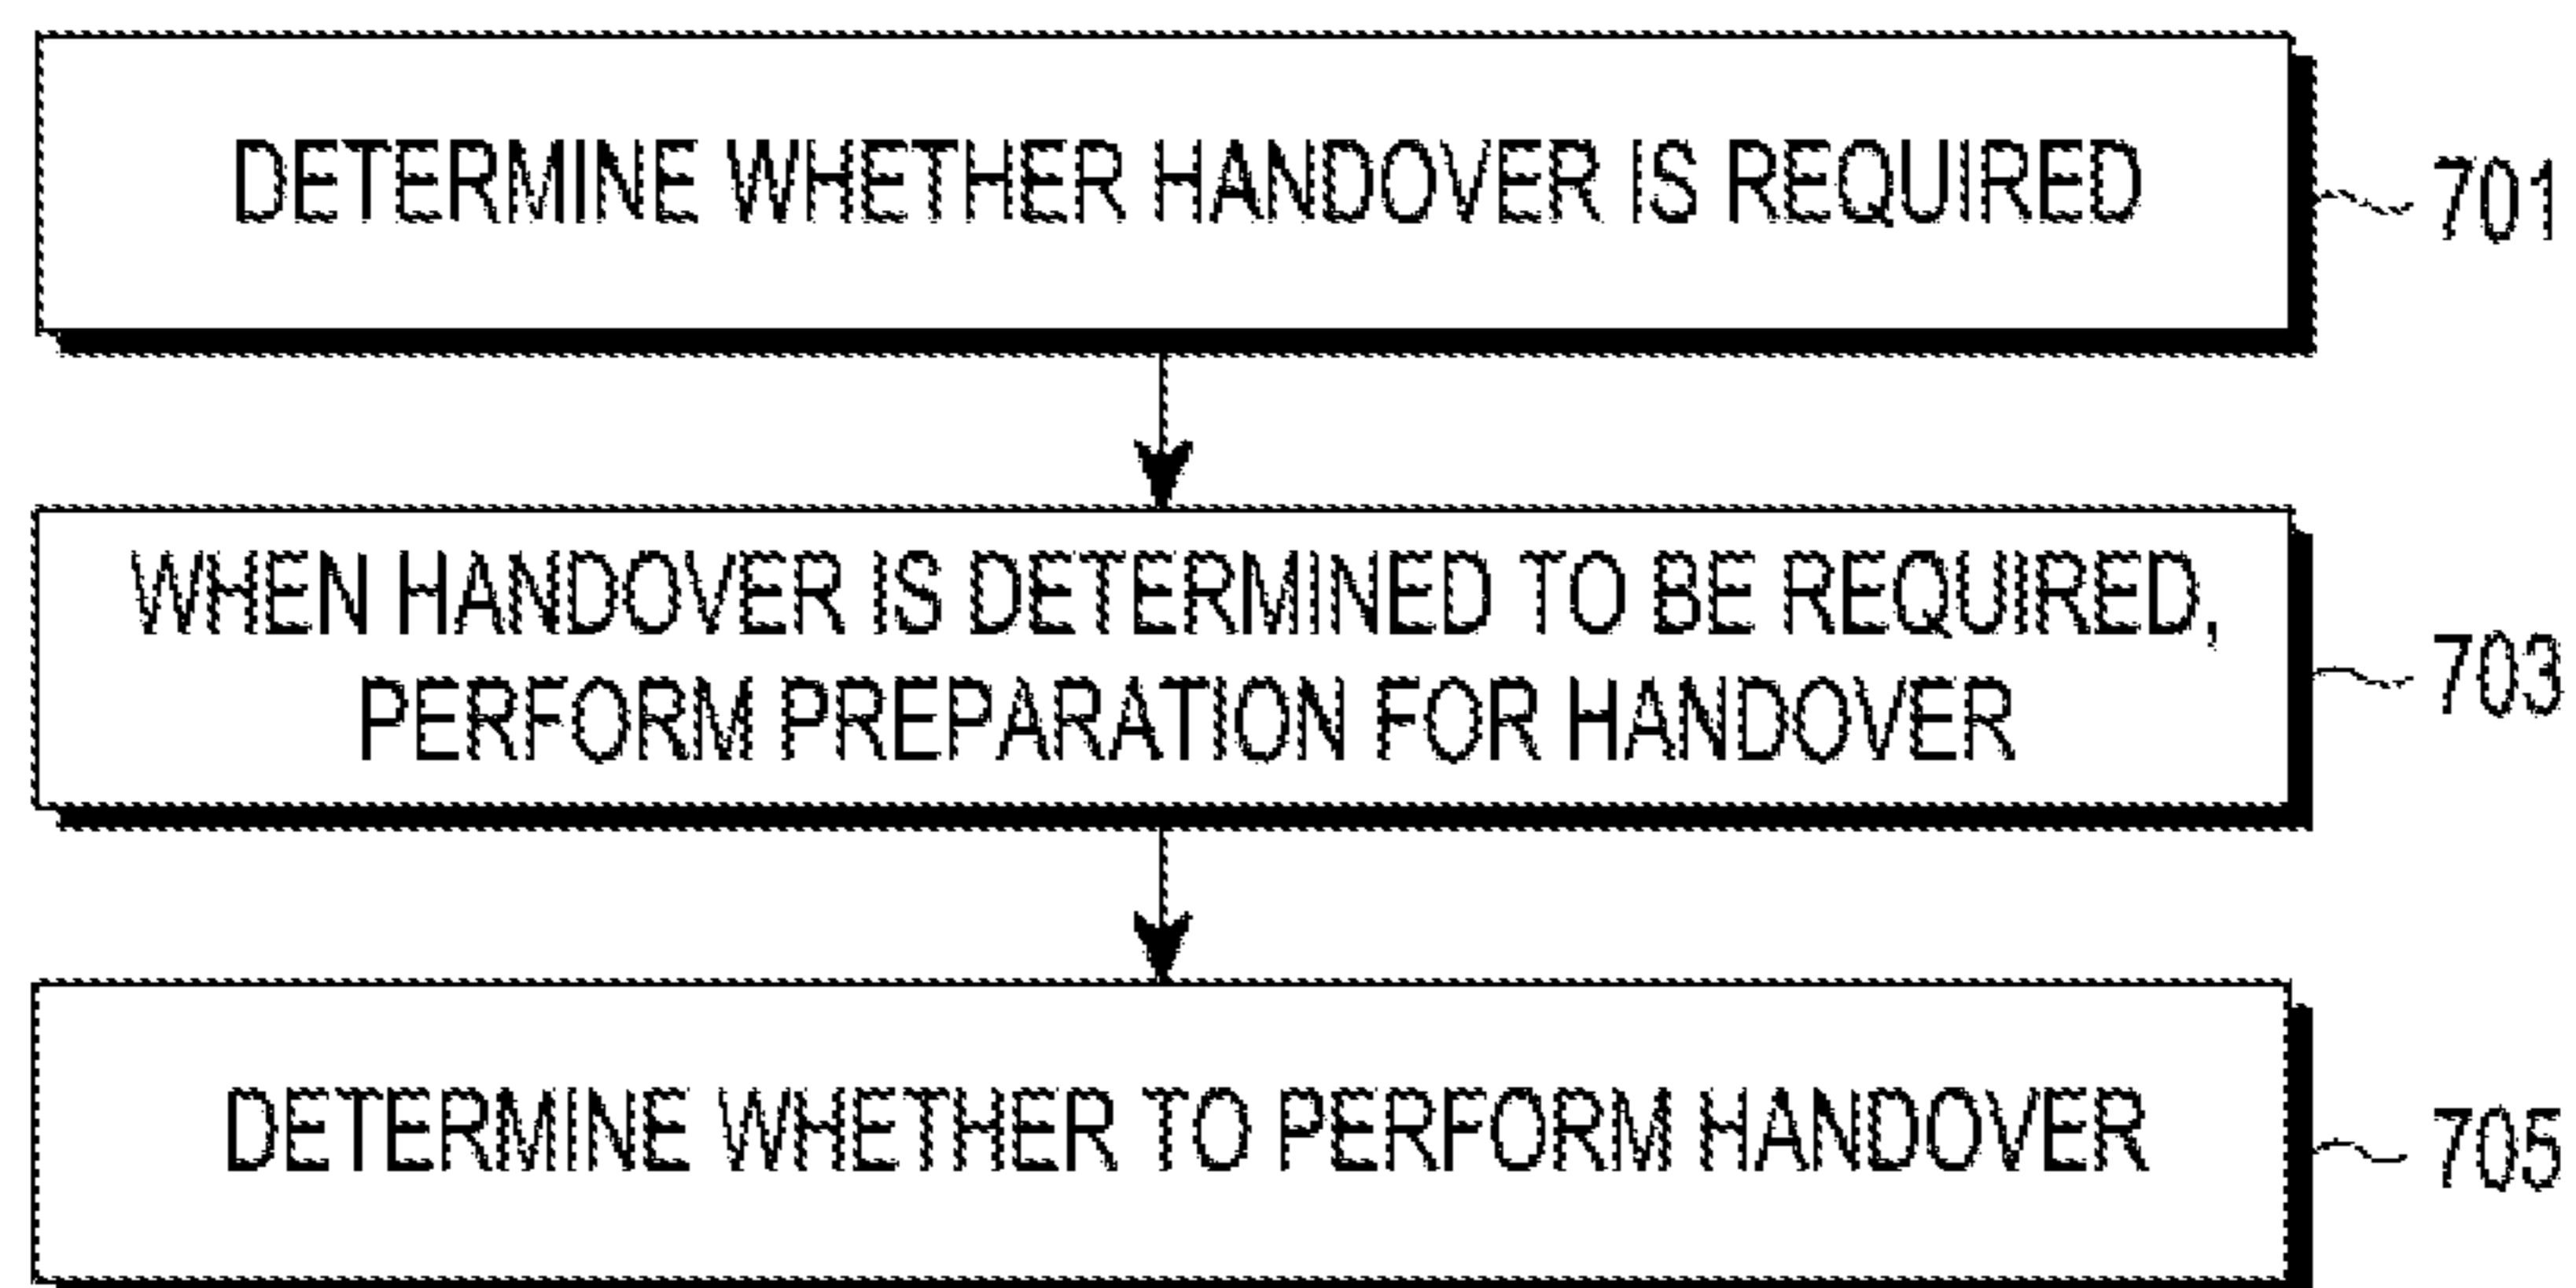 DETERMINE WHETHER HANDOVER IS REQUIRED
701
WHEN HANDOVER IS DETERMINED TO BE REQUIRED,
PERFORM PREPARATION FOR HANDOVER
703
DETERMINE WHETHER TO PERFORM HANDOVER
705